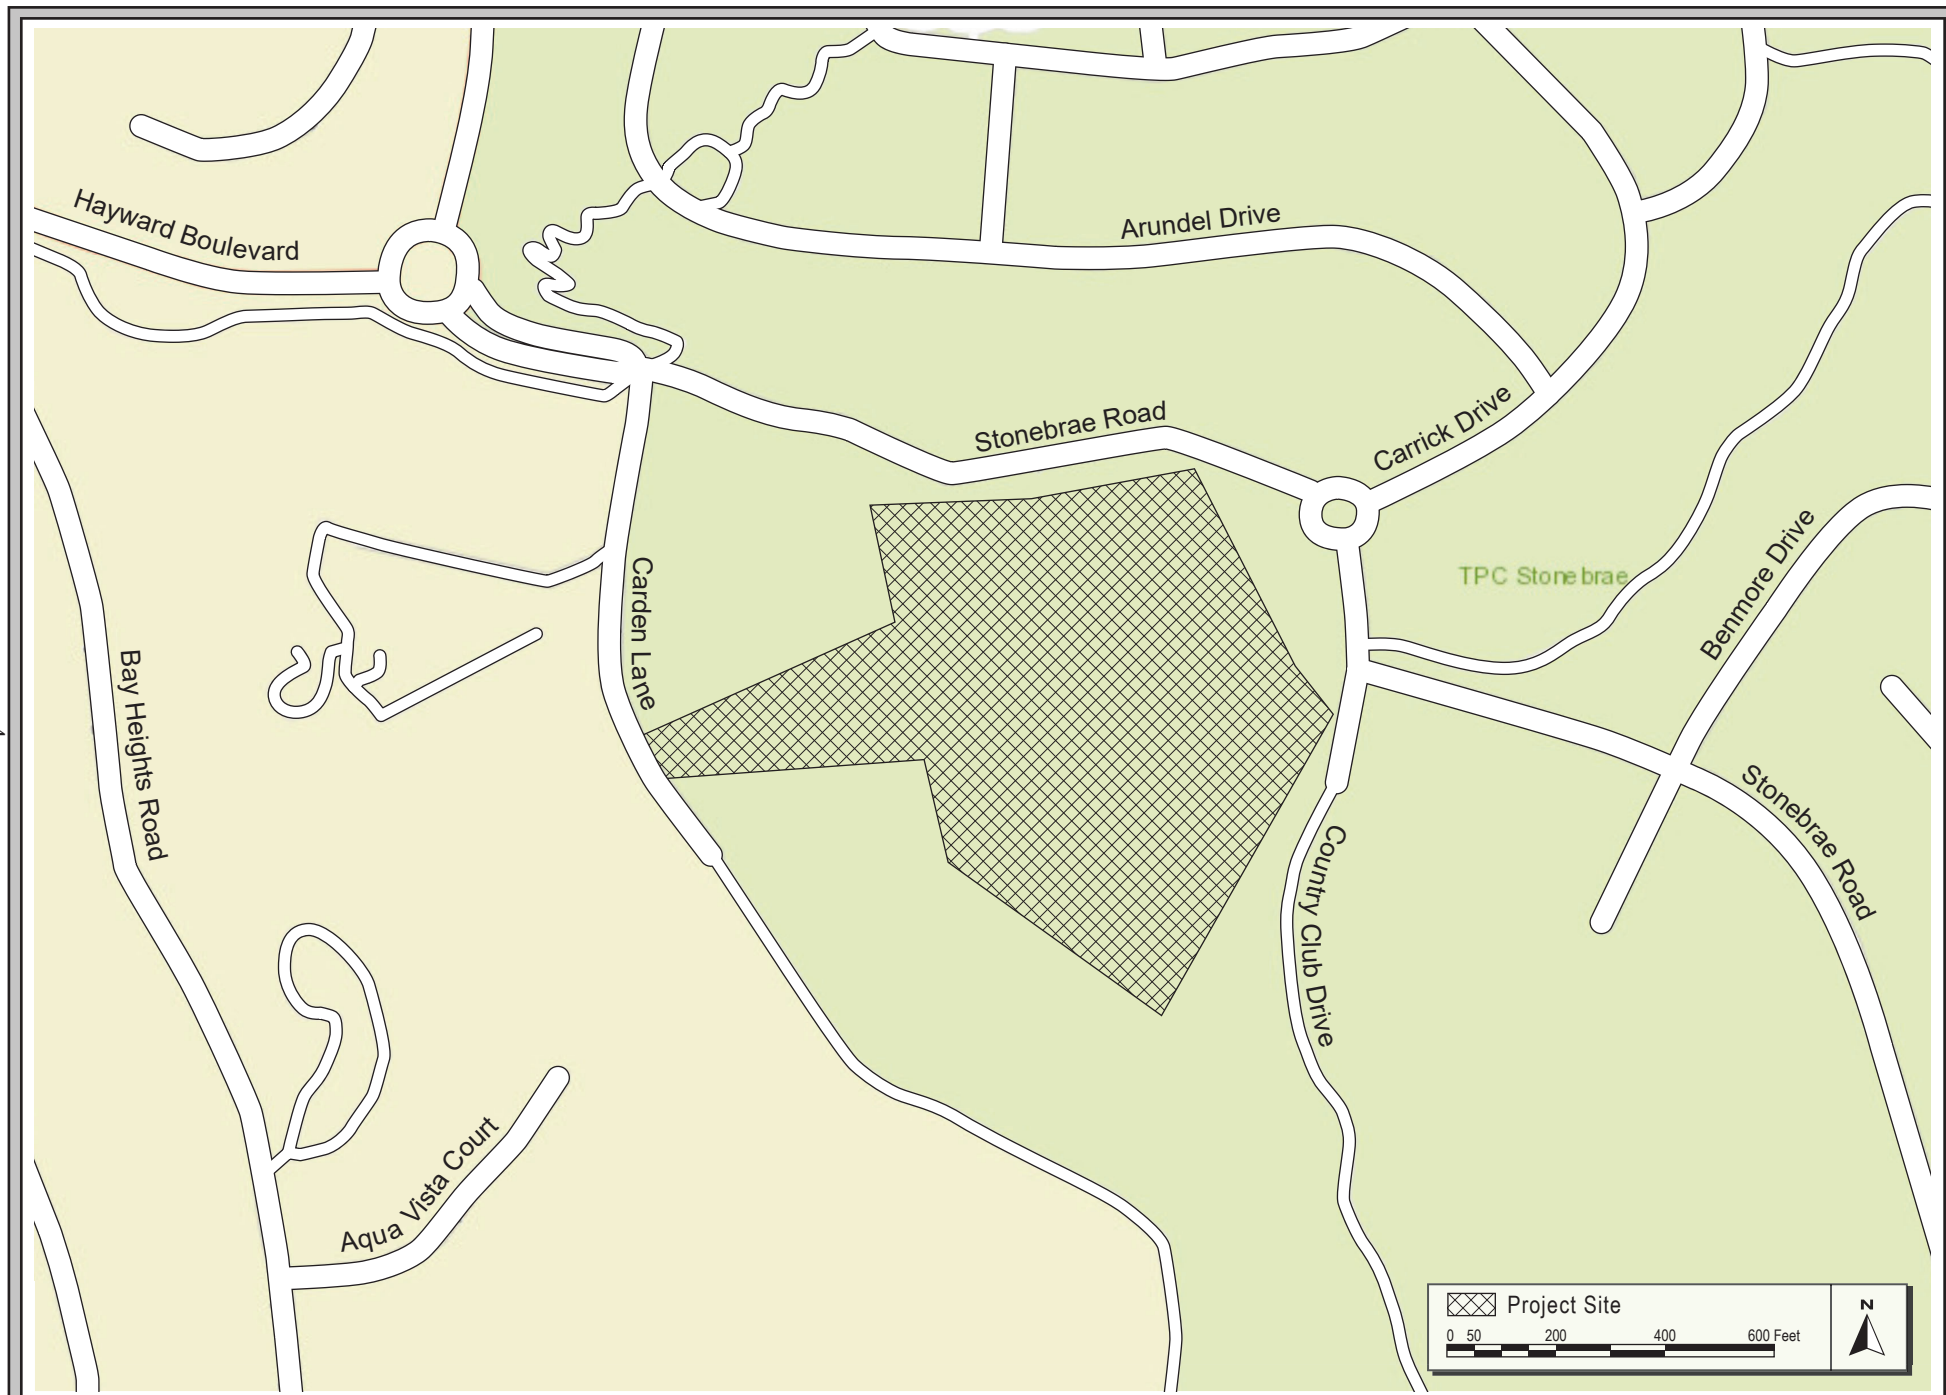 Hayward Boulevard
Arundel Drive
Stonebrae Road
Carrick Drive
TPC Stonebrae
Benmore Drive
Carden Lane
Bay Heights Road
Stonebrae Road
Country Club Drive
Aqua Vista Court
Project Site
N
0 50 200 400 600 Feet